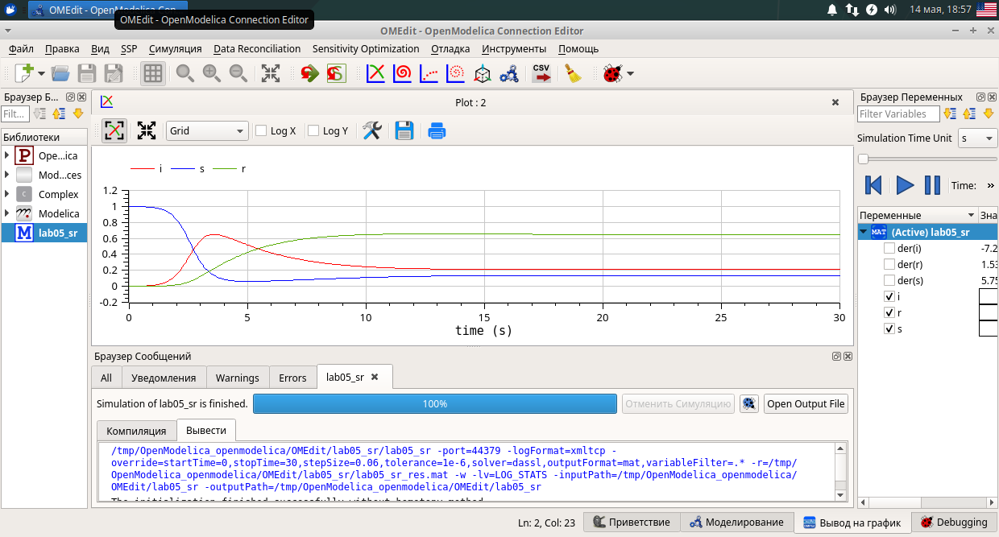 OMEdit - OpenModelica Con...
14 мая, 18:57
OMEdit - OpenModelica Connection Editor
OMEdit - OpenModelica Connection Editor
Файл Правка Вид SSP Симуляция Data Reconciliation Sensitivity Optimization Отладка Инструменты Помощь
CSV
Браузер Б...
Filt...
Библиотеки
P Ope...ica
Mod...ces
C Complex
Modelica
M lab05_sr
Plot : 2
Grid Log X Log Y
i s r
1.2
1
0.8
0.6
0.4
0.2
0
-0.2
0 5 10 15 20 25 30
time (s)
Браузер Сообщений
All Уведомления Warnings Errors lab05_sr
Simulation of lab05_sr is finished. 100% Отменить Симуляцию Open Output File
Компиляция Вывести
/tmp/OpenModelica_openmodelica/OMEdit/lab05_sr/lab05_sr -port=44379 -logFormat=xmltcp -
override=startTime=0,stopTime=30,stepSize=0.06,tolerance=1e-6,solver=dassl,outputFormat=mat,variableFilter=.* -r=/tmp/
OpenModelica_openmodelica/OMEdit/lab05_sr/lab05_sr_res.mat -w -lv=LOG_STATS -inputPath=/tmp/OpenModelica_openmodelica/
OMEdit/lab05_sr -outputPath=/tmp/OpenModelica_openmodelica/OMEdit/lab05_sr
The initialization finished successfully without homotopy method.
Браузер Переменных
Filter Variables
Simulation Time Unit s
Time: »
Переменные Зна
MAT (Active) lab05_sr
der(i) -7.2
der(r) 1.53
der(s) 5.75
i
r
s
Ln: 2, Col: 23 Приветствие Моделирование Вывод на график Debugging